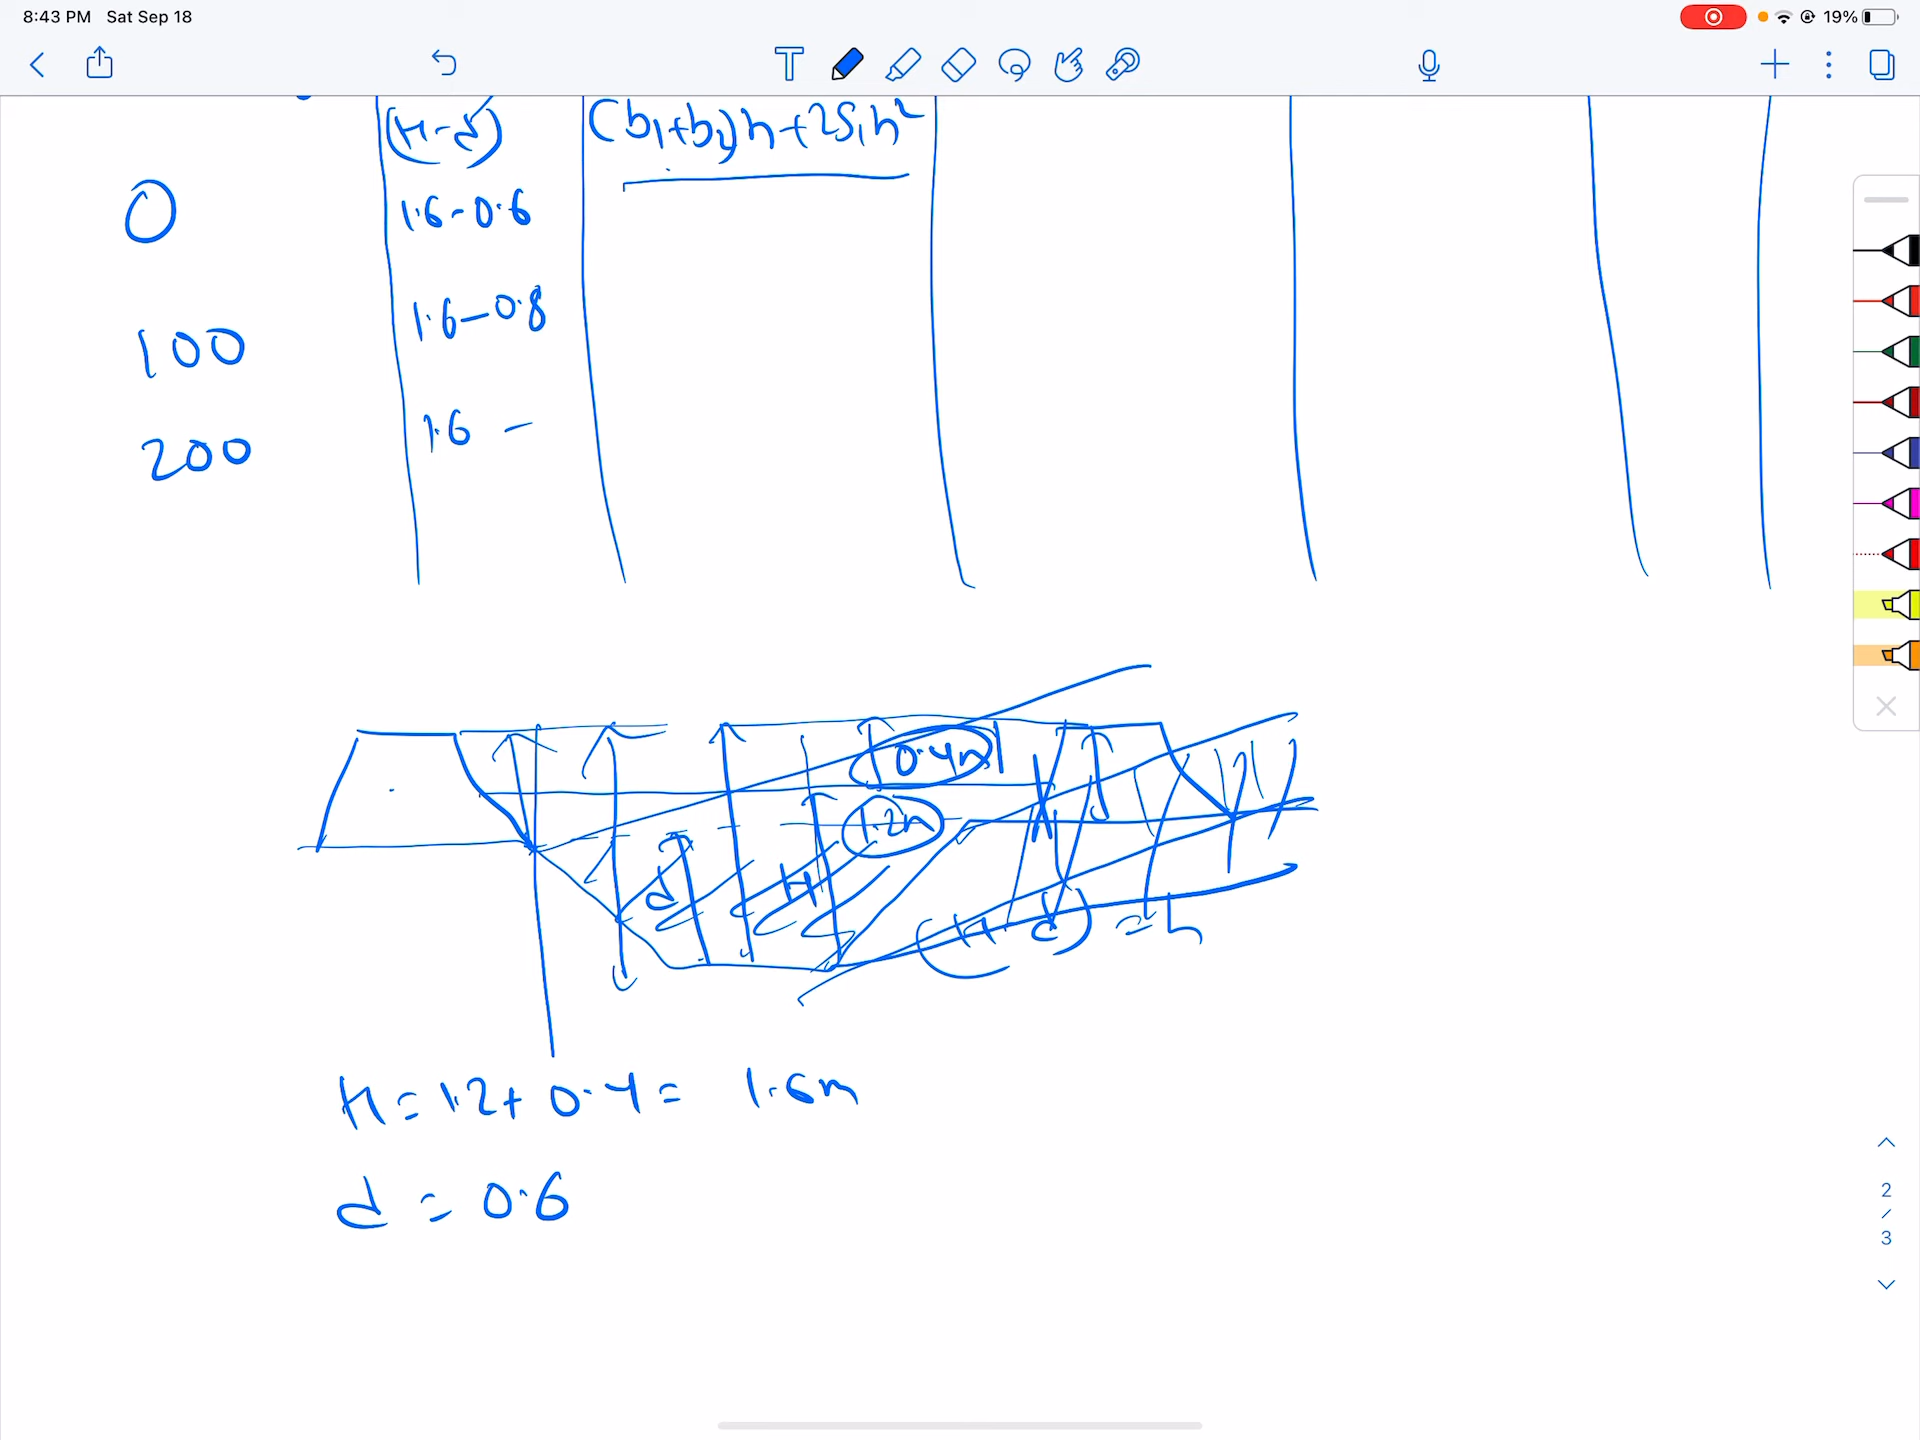 8:43 PM Sat Sep 18
19%
T
(H-d)
(b₁+b₂)h+2S₁h²
0
1.6-0.6
100
1.6-0.8
200
1.6 -
0.4m
1.2m
d
H
(H d) = h
H = 1.2 + 0.4 = 1.6m
d = 0.6
2
/
3